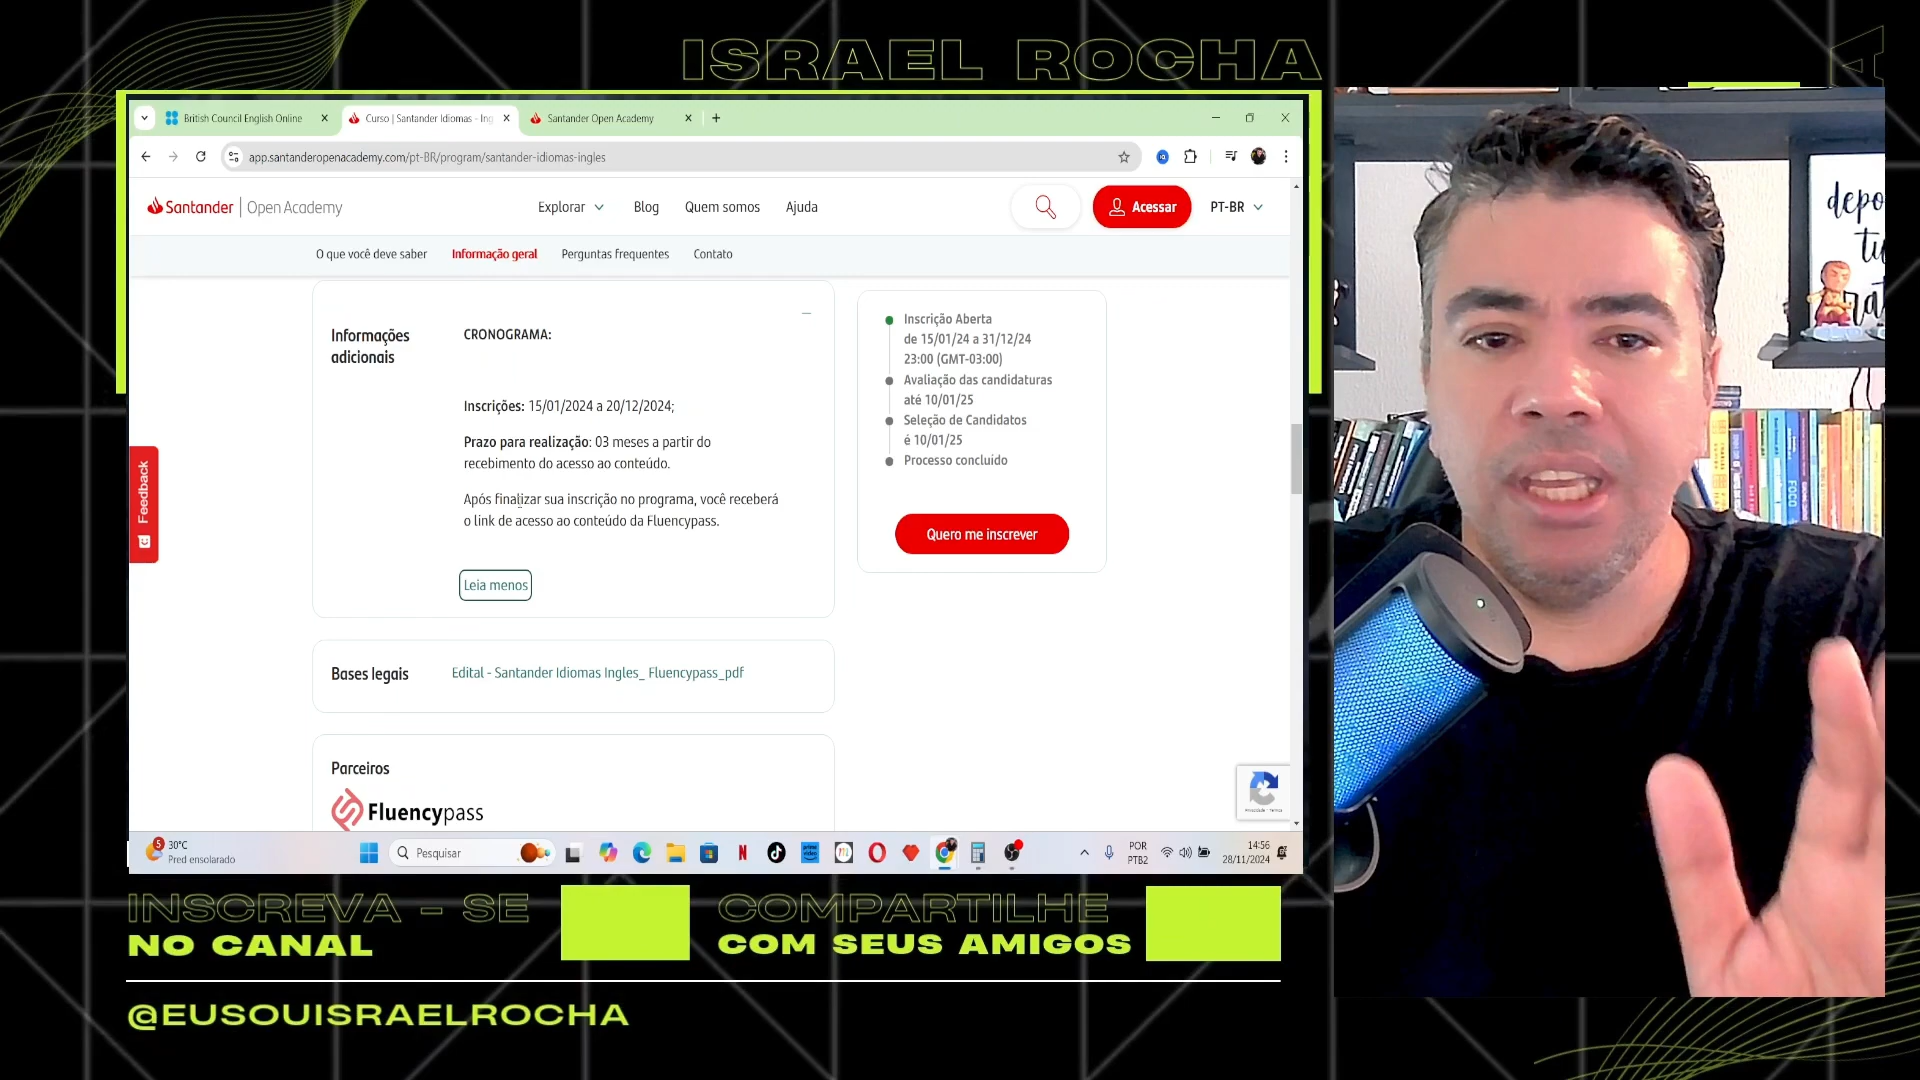 ISRAEL ROCHA
British Council English Online
Curso | Santander Idiomas - Ing
Santander Open Academy
app.santanderopenacademy.com/pt-BR/program/santander-idiomas-ingles
Santander | Open Academy
Explorar
Blog
Quem somos
Ajuda
Acessar
PT-BR
O que você deve saber
Informação geral
Perguntas frequentes
Contato
Informações
adicionais
CRONOGRAMA:
Inscrições: 15/01/2024 a 20/12/2024;
Prazo para realização: 03 meses a partir do
recebimento do acesso ao conteúdo.
Após finalizar sua inscrição no programa, você receberá
o link de acesso ao conteúdo da Fluencypass.
Leia menos
Inscrição Aberta
de 15/01/24 a 31/12/24
23:00 (GMT-03:00)
Avaliação das candidaturas
até 10/01/25
Seleção de Candidatos
é 10/01/25
Processo concluído
Quero me inscrever
Feedback
Bases legais
Edital - Santander Idiomas Ingles_ Fluencypass_pdf
Parceiros
Fluencypass
5
30°C
Pred ensolarado
Pesquisar
POR
PTB2
14:56
28/11/2024
depo
tu
FOCO
INSCREVA - SE
NO CANAL
COMPARTILHE
COM SEUS AMIGOS
@EUSOUISRAELROCHA